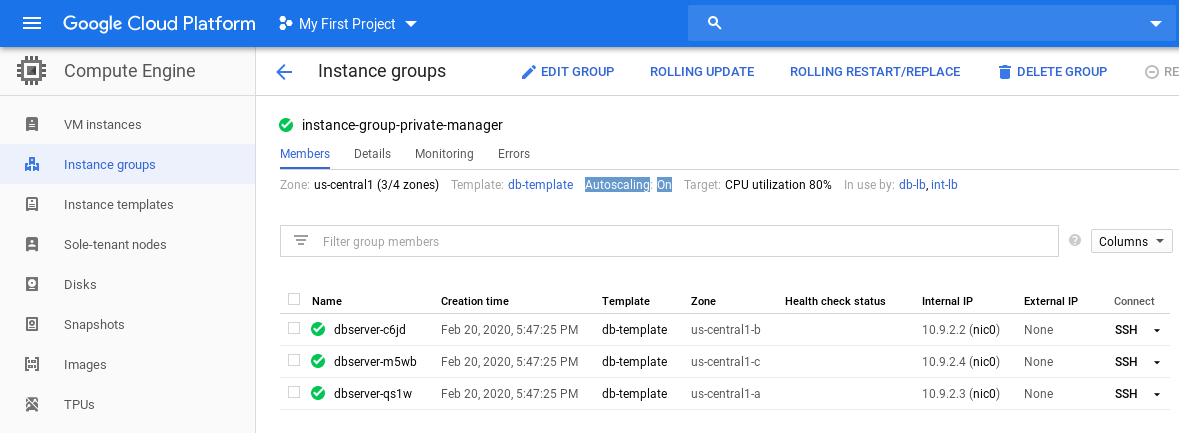 Google Cloud Platform My First Project
Compute Engine Instance groups EDIT GROUP ROLLING UPDATE ROLLING RESTART/REPLACE DELETE GROUP RE
VM instances
Instance groups
Instance templates
Sole-tenant nodes
Disks
Snapshots
Images
TPUs
instance-group-private-manager
Members Details Monitoring Errors
Zone: us-central1 (3/4 zones) Template: db-template Autoscaling: On Target: CPU utilization 80% In use by: db-lb, int-lb
Filter group members ? Columns
Name Creation time Template Zone Health check status Internal IP External IP Connect
dbserver-c6jd Feb 20, 2020, 5:47:25 PM db-template us-central1-b 10.9.2.2 (nic0) None SSH
dbserver-m5wb Feb 20, 2020, 5:47:25 PM db-template us-central1-c 10.9.2.4 (nic0) None SSH
dbserver-qs1w Feb 20, 2020, 5:47:25 PM db-template us-central1-a 10.9.2.3 (nic0) None SSH